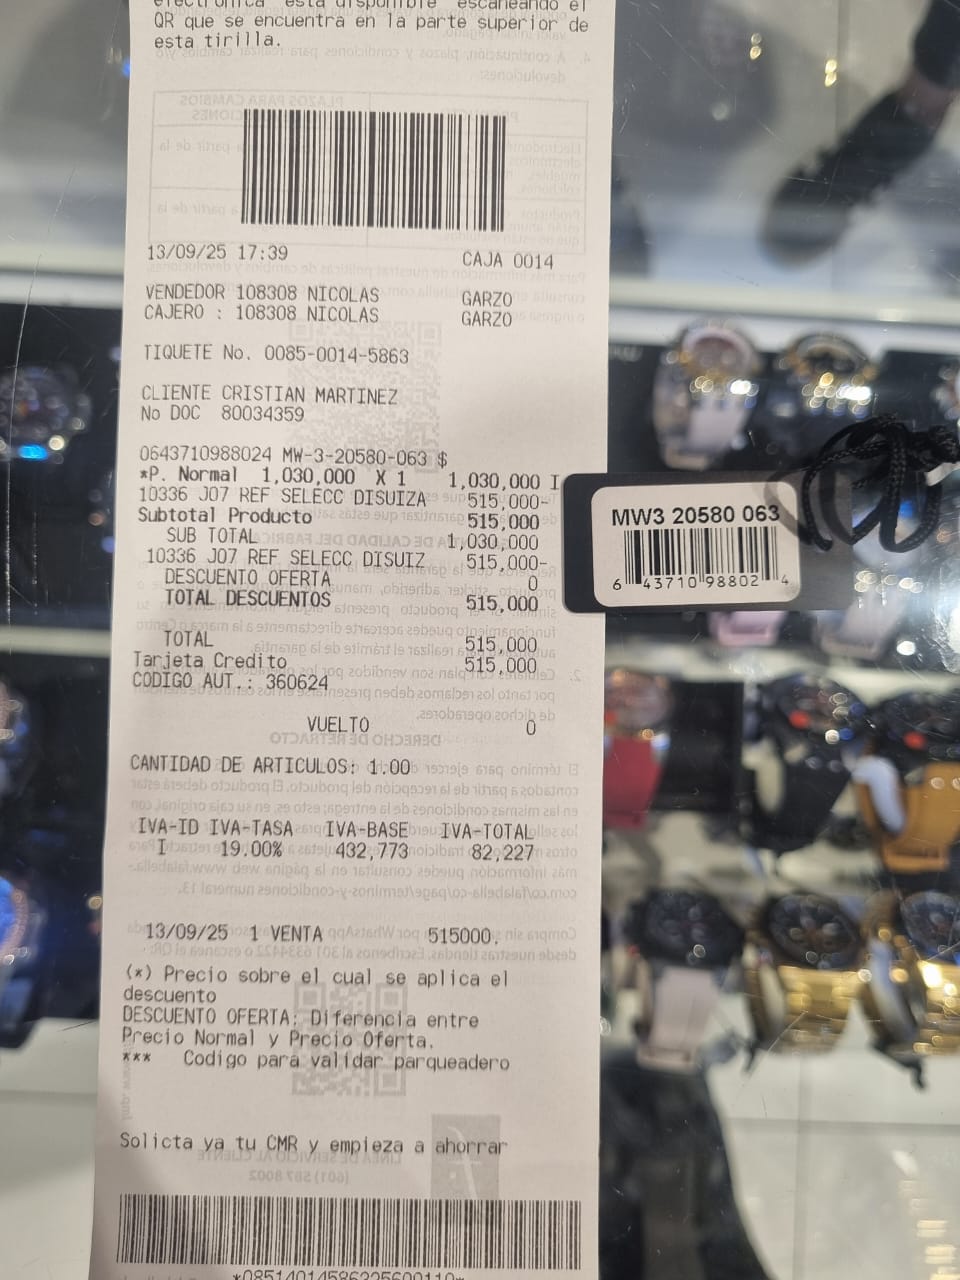 electrónica está disponible escaneando el
QR que se encuentra en la parte superior de
esta tirilla.
13/09/25 17:39 CAJA 0014
VENDEDOR 108308 NICOLAS GARZO
CAJERO : 108308 NICOLAS GARZO
TIQUETE No. 0085-0014-5863
CLIENTE CRISTIAN MARTINEZ
No DOC 80034359
0643710988024 MW-3-20580-063 $
*P. Normal 1,030,000 X 1 1,030,000 I
10336 J07 REF SELECC DISUIZA 515,000-
Subtotal Producto 515,000
SUB TOTAL 1,030,000
10336 J07 REF SELECC DISUIZ 515,000-
DESCUENTO OFERTA 0
TOTAL DESCUENTOS 515,000
TOTAL 515,000
Tarjeta Credito 515,000
CODIGO AUT.: 360624
VUELTO 0
CANTIDAD DE ARTICULOS: 1.00
IVA-ID IVA-TASA IVA-BASE IVA-TOTAL
I 19.00% 432,773 82,227
13/09/25 1 VENTA 515000.
(*) Precio sobre el cual se aplica el
descuento
DESCUENTO OFERTA: Diferencia entre
Precio Normal y Precio Oferta.
*** Codigo para validar parqueadero
Solicta ya tu CMR y empieza a ahorrar
MW3 20580 063
6 43710 98802 4